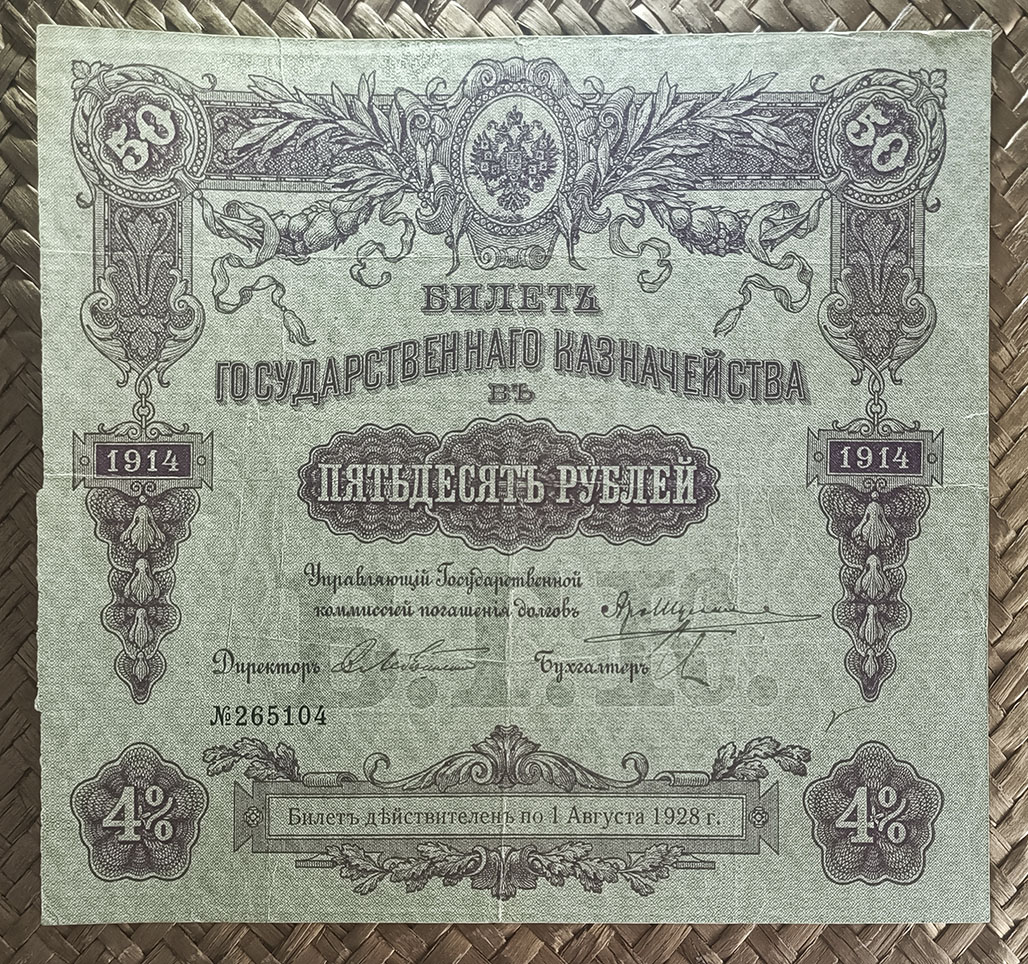 50 50
БИЛЕТЪ
ГОСУДАРСТВЕННАГО КАЗНАЧЕЙСТВА
ВЪ
1914 1914
ПЯТЬДЕСЯТЪ РУБЛЕЙ
Управляющій Государственной
коммиссіей погашенія долговъ
Директоръ Бухгалтеръ
№265104
4% 4%
Билетъ дѣйствителенъ по 1 Августа 1928 г.